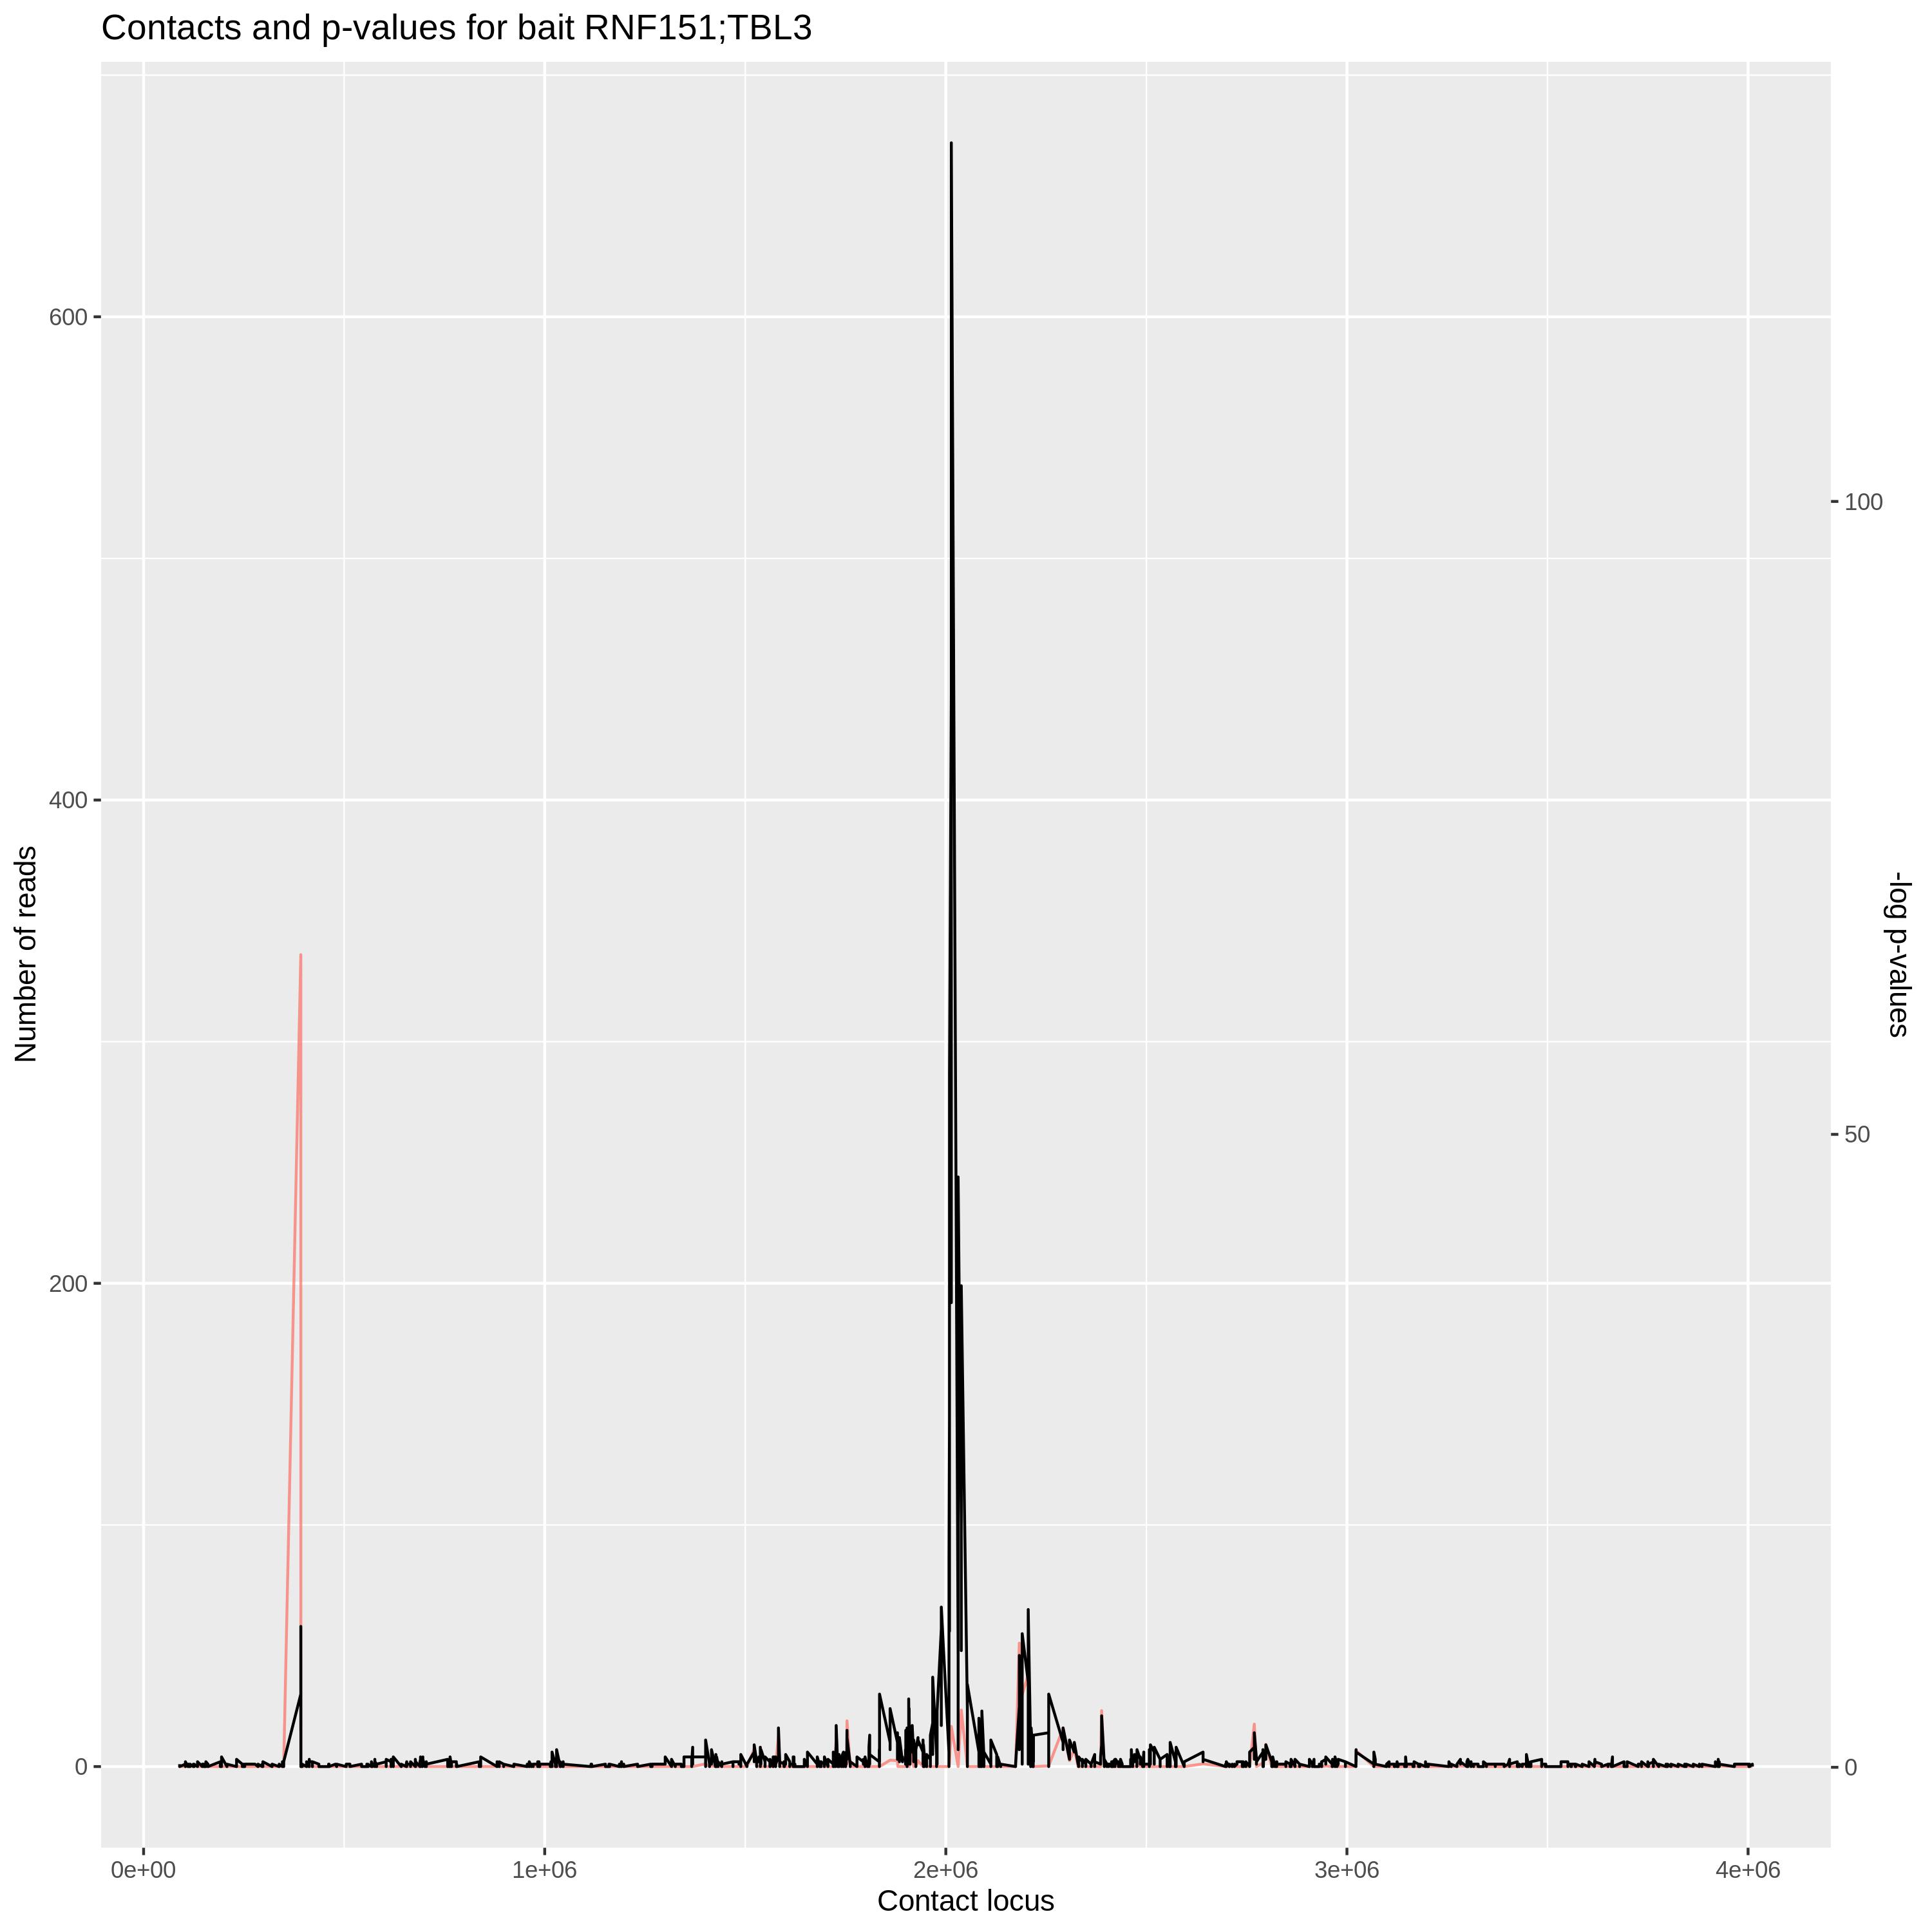 Contacts and p-values for bait RNF151;TBL3
600
400
200
0
Number of reads
100
50
0
-log p-values
0e+00
1e+06
2e+06
3e+06
4e+06
Contact locus